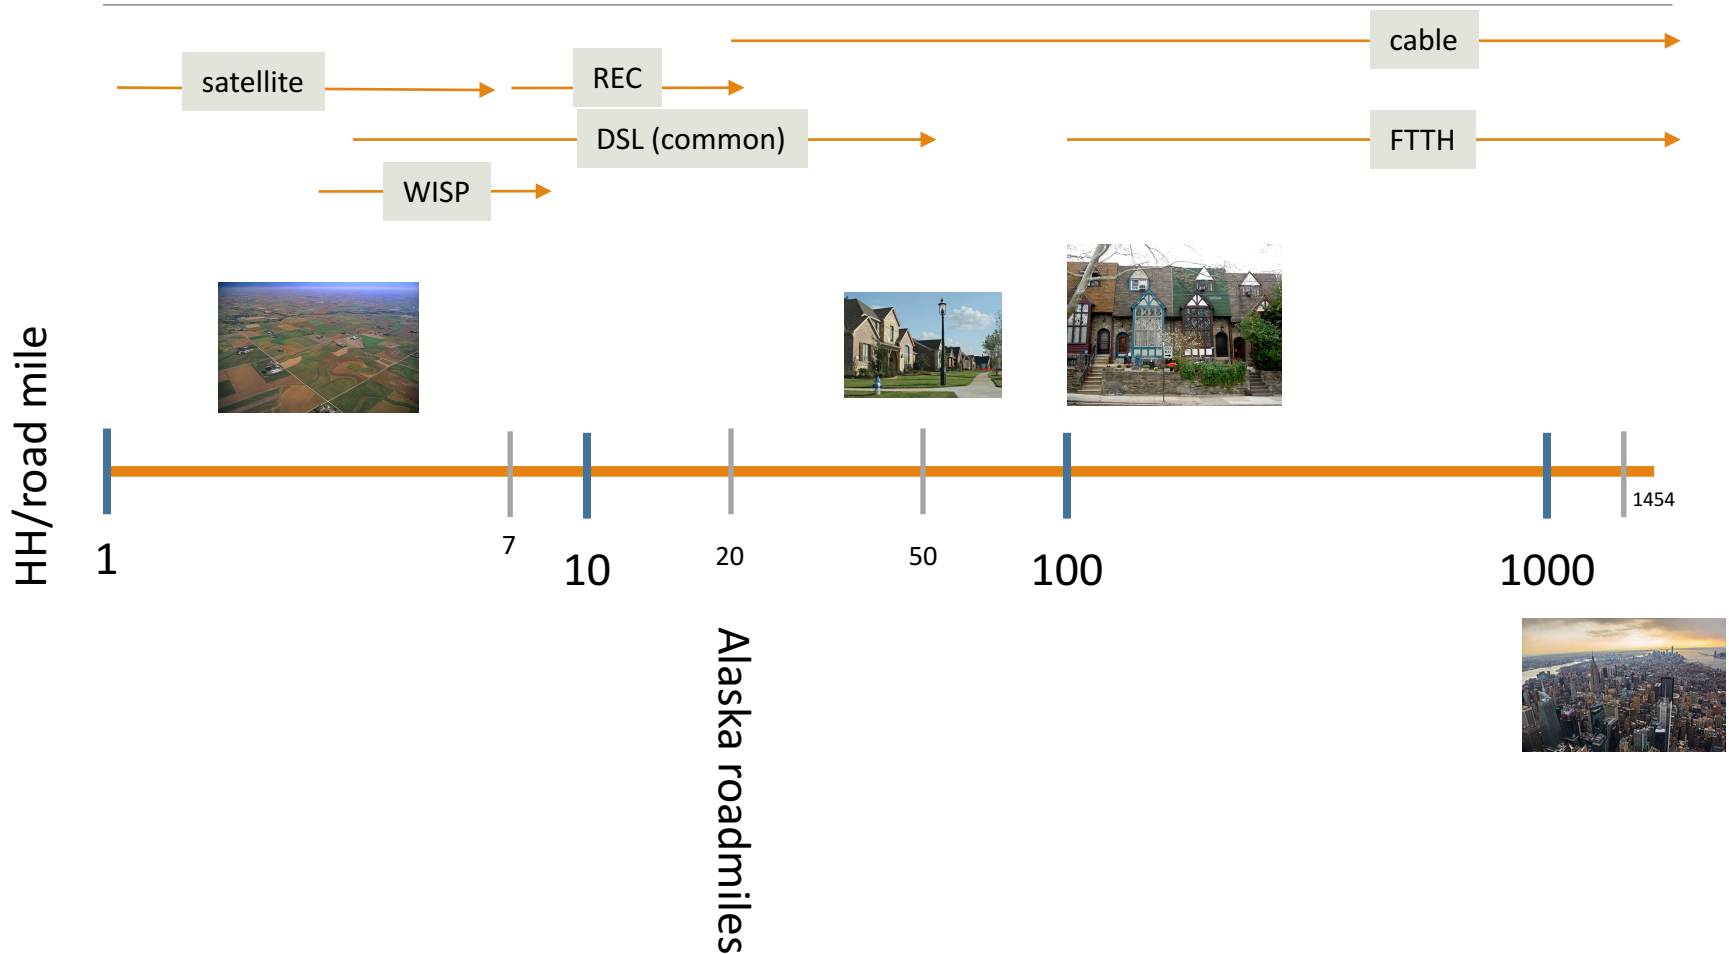 cable
satellite
REC
DSL (common)
FTTH
WISP
HH/road mile
1454
1
7
10
20
50
100
1000
Alaska roadmiles